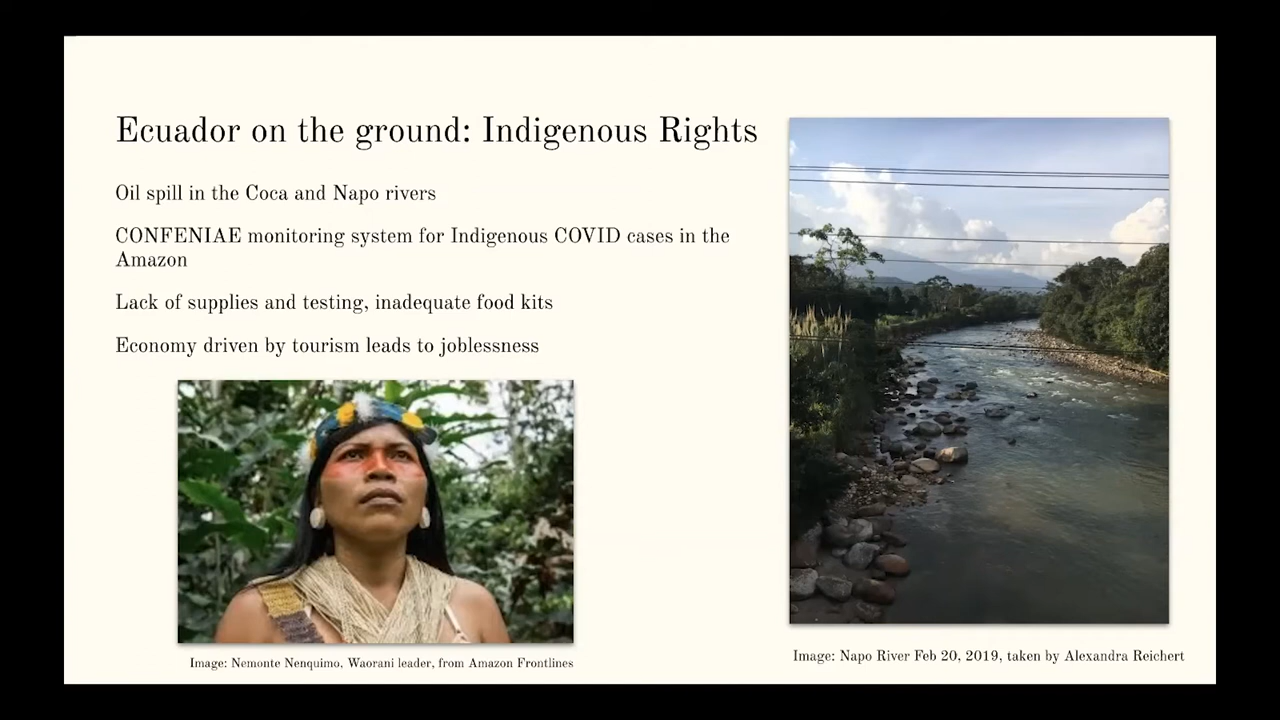 Ecuador on the ground: Indigenous Rights
Oil spill in the Coca and Napo rivers
CONFENIAE monitoring system for Indigenous COVID cases in the
Amazon
Lack of supplies and testing, inadequate food kits
Economy driven by tourism leads to joblessness
Image: Nemonte Nenquimo, Waorani leader, from Amazon Frontlines
Image: Napo River Feb 20, 2019, taken by Alexandra Reichert